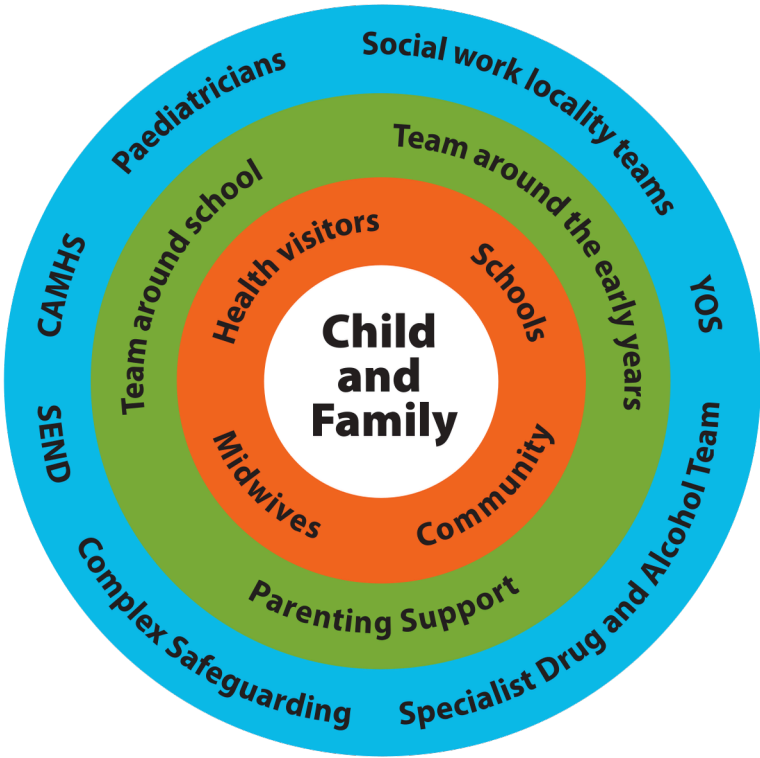 Child
and
Family
Health visitors
Schools
Community
Midwives
Team around school
Team around the early years
Parenting Support
Paediatricians
Social work locality teams
YOS
Specialist Drug and Alcohol Team
Complex Safeguarding
SEND
CAMHS